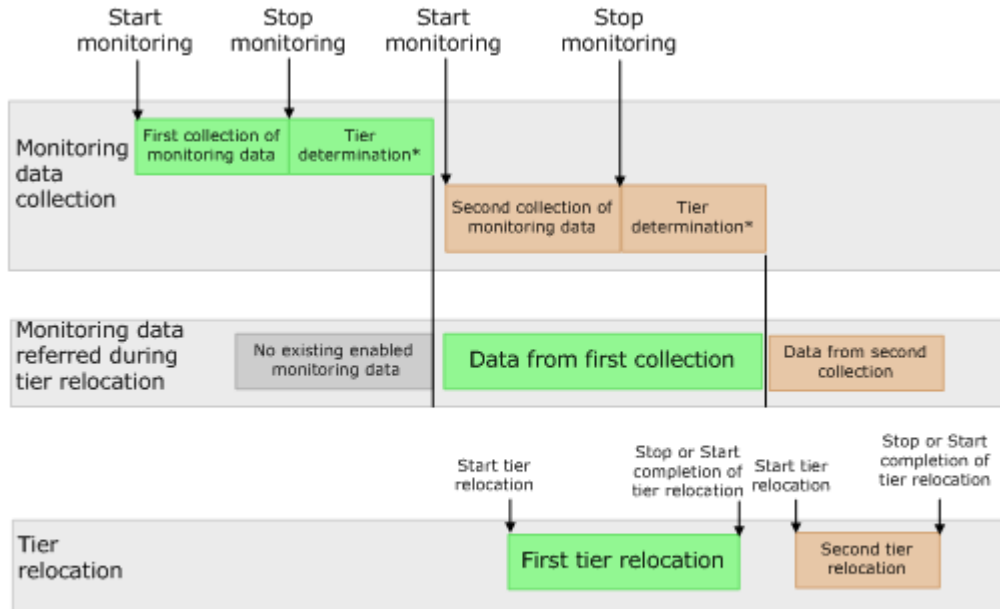 Start
monitoring
Stop
monitoring
Start
monitoring
Stop
monitoring
Monitoring
data
collection
First collection of
monitoring data
Tier
determination*
Second collection of
monitoring data
Tier
determination*
Monitoring data
referred during
tier relocation
No existing enabled
monitoring data
Data from first collection
Data from second
collection
Start tier
relocation
Stop or Start
completion of
tier relocation
Start tier
relocation
Stop or Start
completion of
tier relocation
Tier
relocation
First tier relocation
Second tier
relocation